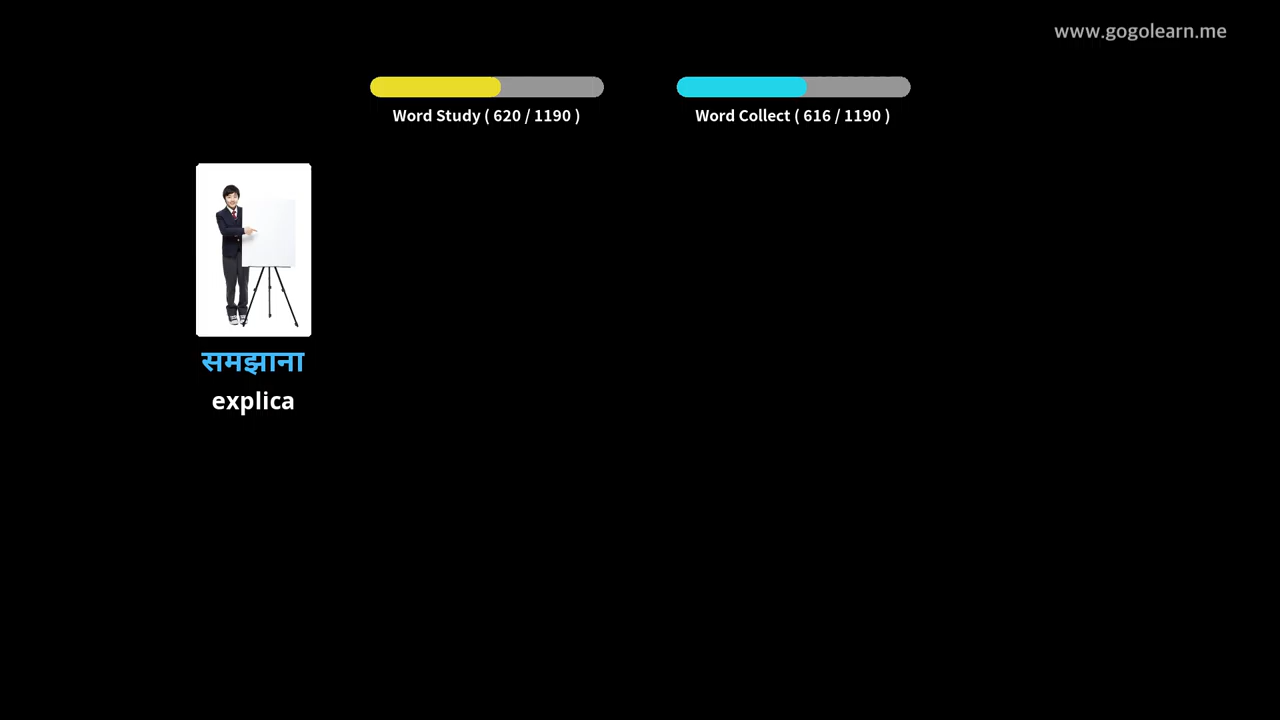 www.gogolearn.me
Word Study ( 620 / 1190 )
Word Collect ( 616 / 1190 )
समझाना
explica